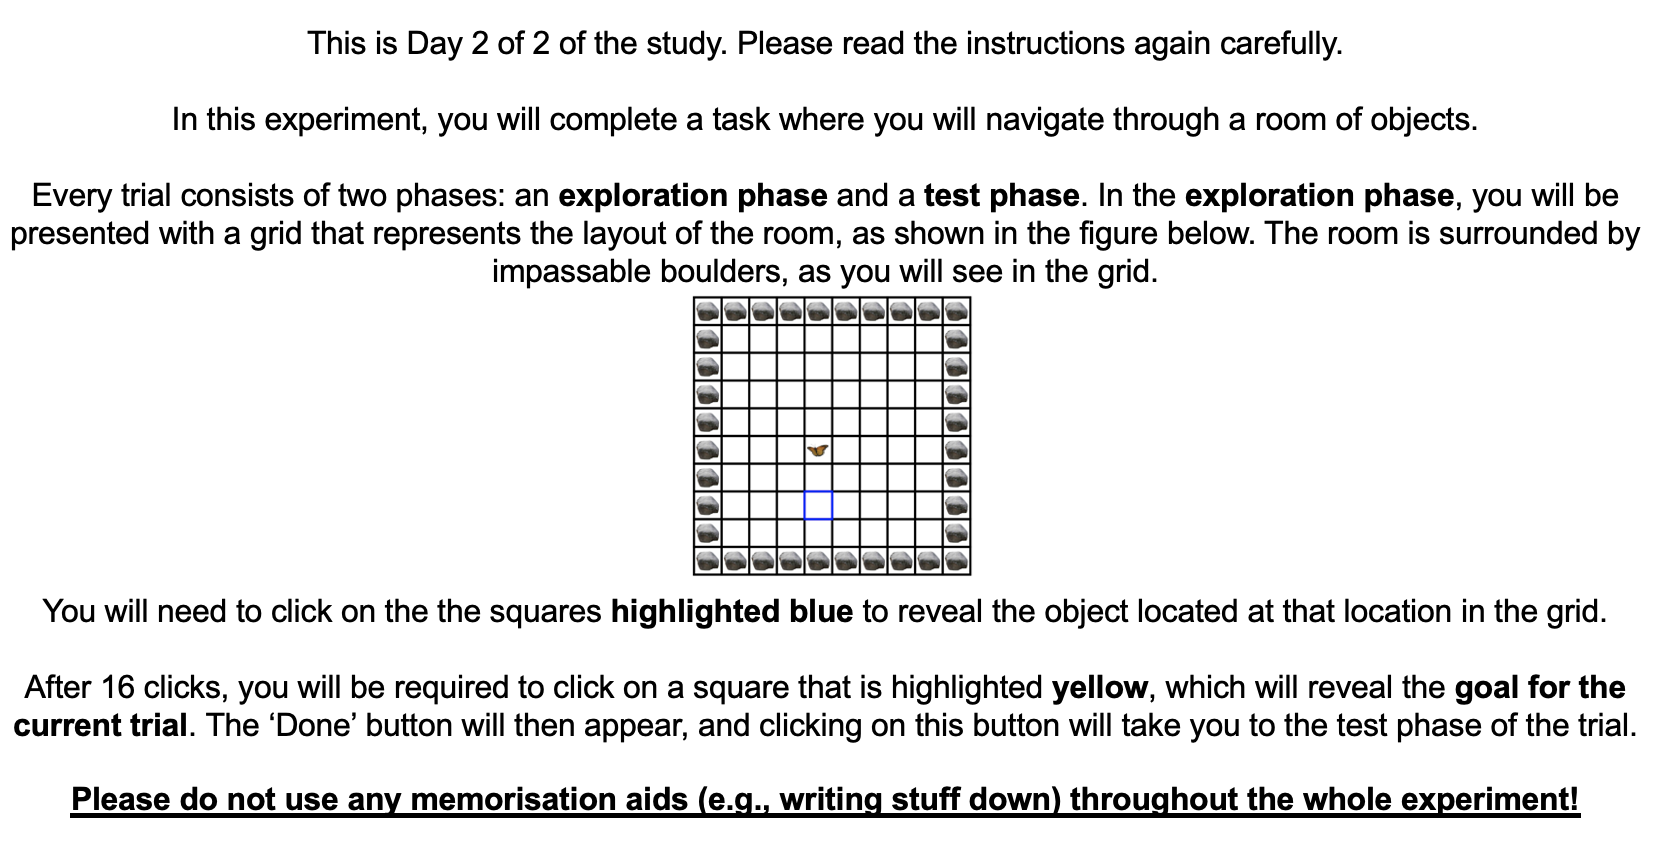 This is Day 2 of 2 of the study. Please read the instructions again carefully.
In this experiment, you will complete a task where you will navigate through a room of objects.
Every trial consists of two phases: an exploration phase and a test phase. In the exploration phase, you will be
presented with a grid that represents the layout of the room, as shown in the figure below. The room is surrounded by
impassable boulders, as you will see in the grid.
You will need to click on the the squares highlighted blue to reveal the object located at that location in the grid.
After 16 clicks, you will be required to click on a square that is highlighted yellow, which will reveal the goal for the
current trial. The ‘Done’ button will then appear, and clicking on this button will take you to the test phase of the trial.
Please do not use any memorisation aids (e.g., writing stuff down) throughout the whole experiment!